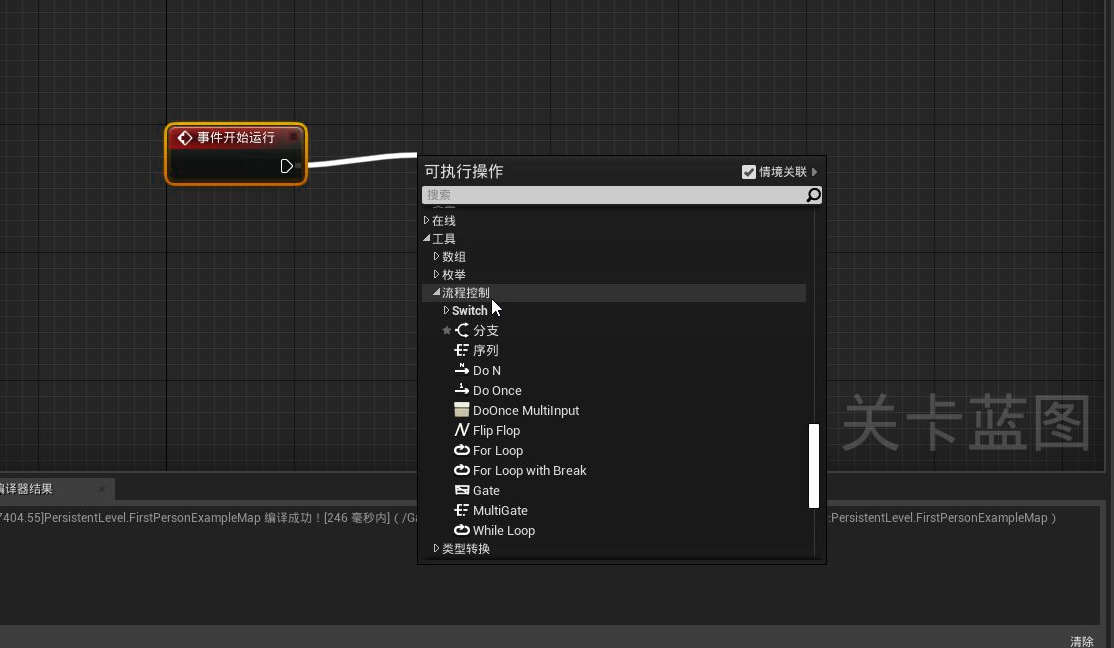 事件开始运行
可执行操作
情境关联
搜索
在线
工具
数组
枚举
流程控制
Switch
分支
序列
Do N
Do Once
DoOnce MultiInput
Flip Flop
For Loop
For Loop with Break
Gate
MultiGate
While Loop
类型转换
关卡蓝图
编译器结果
7404.55]PersistentLevel.FirstPersonExampleMap 编译成功！[246 毫秒内]（/Ga
:PersistentLevel.FirstPersonExampleMap）
清除